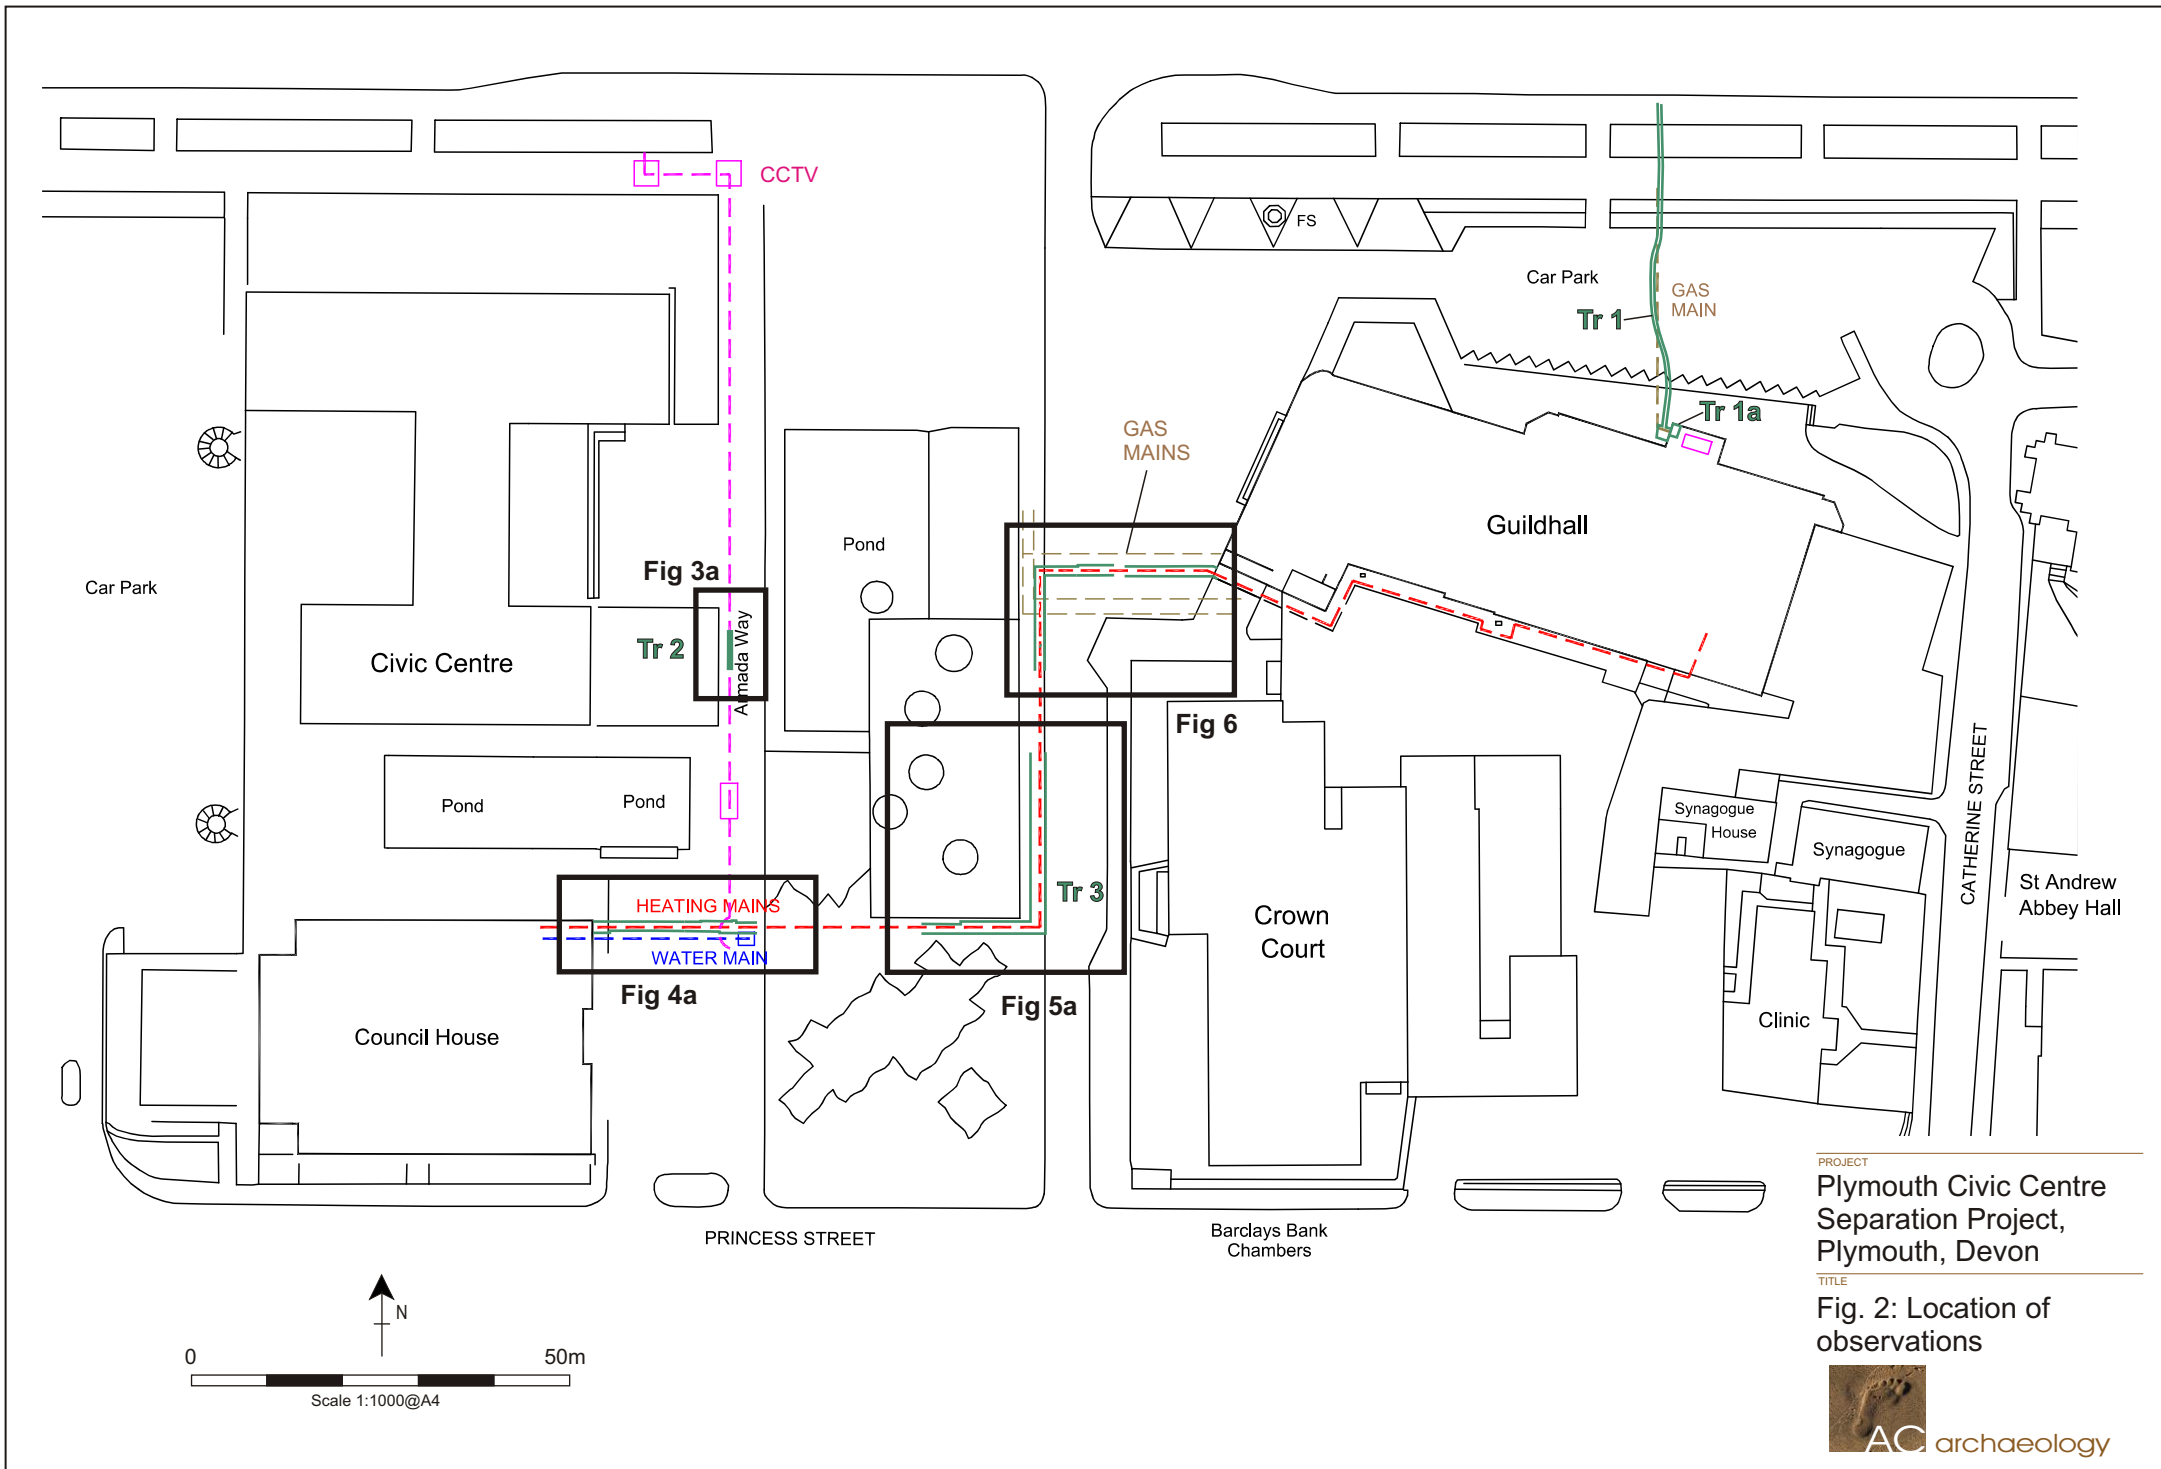 CCTV
FS
Car Park
GAS
MAIN
Tr 1
Tr 1a
GAS
MAINS
Guildhall
Pond
Fig 3a
Car Park
Tr 2
Armada Way
Civic Centre
Fig 6
CATHERINE STREET
Pond
Pond
Synagogue
House
Synagogue
HEATING MAINS
Tr 3
St Andrew
Abbey Hall
Crown
Court
WATER MAIN
Fig 4a
Fig 5a
Council House
Clinic
PRINCESS STREET
Barclays Bank
Chambers
N
0
50m
Scale 1:1000@A4
PROJECT
Plymouth Civic Centre
Separation Project,
Plymouth, Devon
TITLE
Fig. 2: Location of
observations
AC archaeology